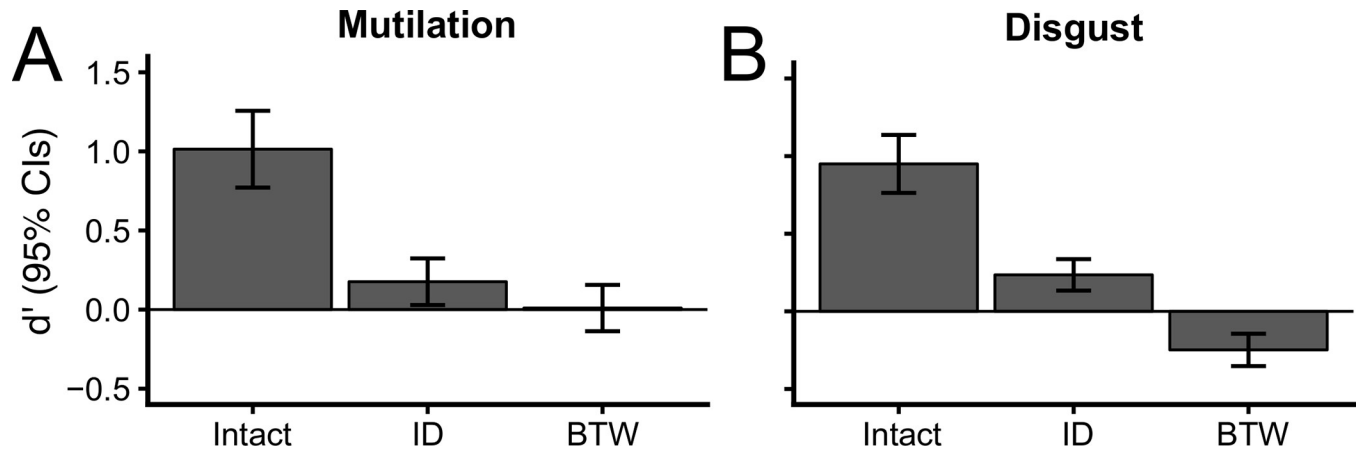 A
Mutilation
d' (95% CIs)
1.5
1.0
0.5
0.0
−0.5
Intact ID BTW
B
Disgust
Intact ID BTW